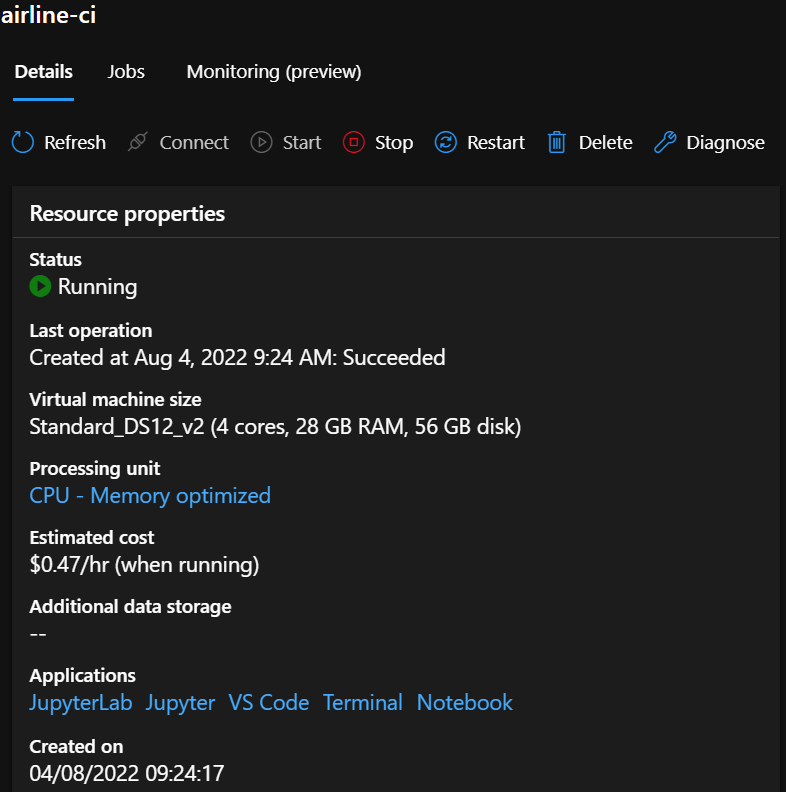 airline-ci
Details Jobs Monitoring (preview)
Refresh Connect Start Stop Restart Delete Diagnose
Resource properties
Status
Running
Last operation
Created at Aug 4, 2022 9:24 AM: Succeeded
Virtual machine size
Standard_DS12_v2 (4 cores, 28 GB RAM, 56 GB disk)
Processing unit
CPU - Memory optimized
Estimated cost
$0.47/hr (when running)
Additional data storage
--
Applications
JupyterLab Jupyter VS Code Terminal Notebook
Created on
04/08/2022 09:24:17